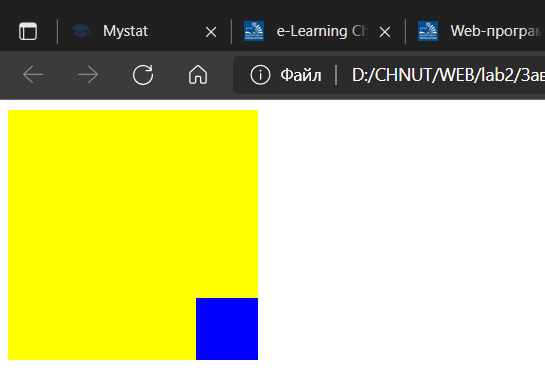 Mystat
e-Learning Ch
Web-програм
Файл
D:/CHNUT/WEB/lab2/Зав